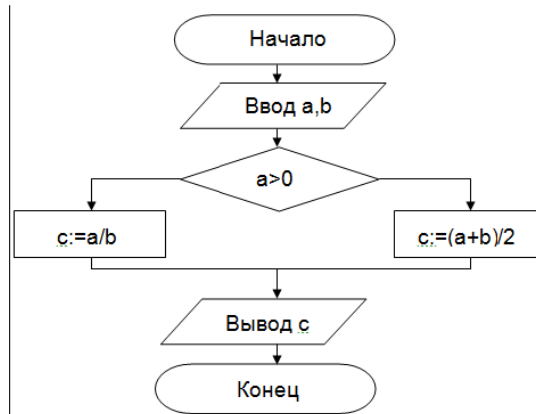 Начало
Ввод a,b
a>0
c:=a/b
c:=(a+b)/2
Вывод c
Конец